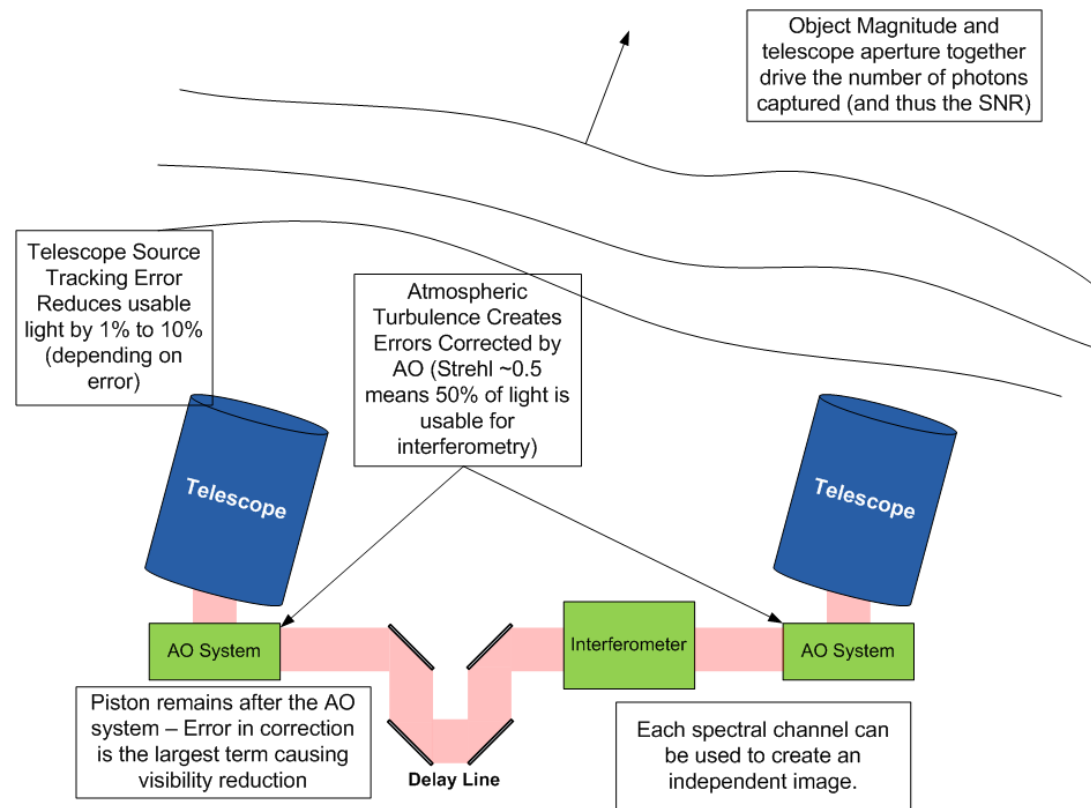 Object Magnitude and
telescope aperture together
drive the number of photons
captured (and thus the SNR)
Telescope Source
Tracking Error
Reduces usable
light by 1% to 10%
(depending on
error)
Atmospheric
Turbulence Creates
Errors Corrected by
AO (Strehl ~0.5
means 50% of light is
usable for
interferometry)
Telescope
Telescope
AO System
Interferometer
AO System
Piston remains after the AO
system – Error in correction
is the largest term causing
visibility reduction
Delay Line
Each spectral channel can
be used to create an
independent image.